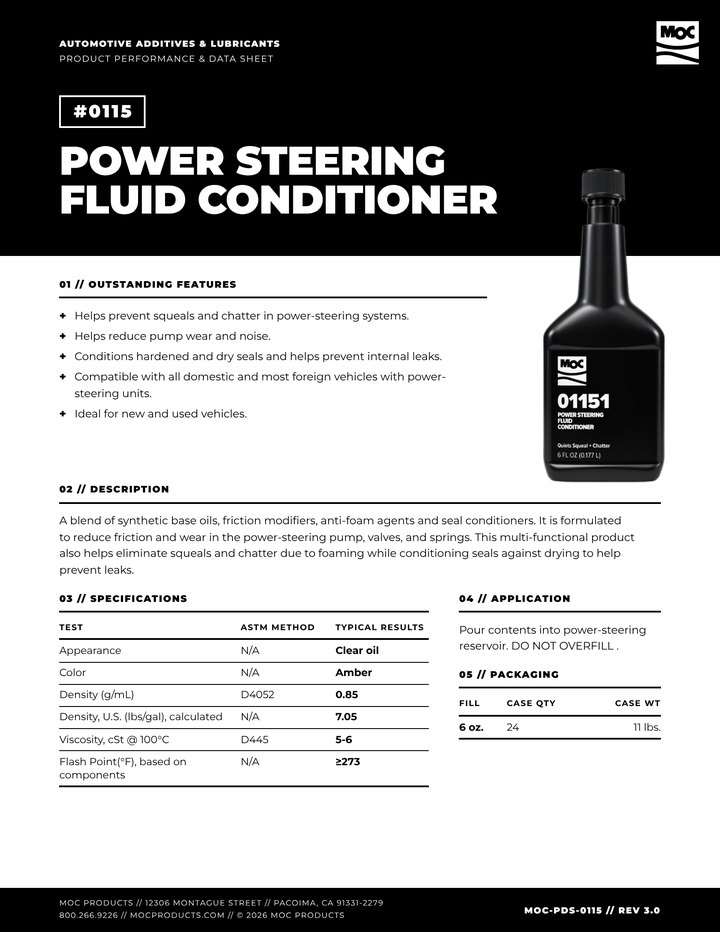 AUTOMOTIVE ADDITIVES & LUBRICANTS
PRODUCT PERFORMANCE & DATA SHEET
MOC
#0115
POWER STEERING
FLUID CONDITIONER
01 // OUTSTANDING FEATURES
+ Helps prevent squeals and chatter in power-steering systems.
+ Helps reduce pump wear and noise.
+ Conditions hardened and dry seals and helps prevent internal leaks.
+ Compatible with all domestic and most foreign vehicles with power-
steering units.
+ Ideal for new and used vehicles.
MOC
01151
POWER STEERING
FLUID
CONDITIONER
Quiets Squeal + Chatter
6 FL OZ (0.177 L)
02 // DESCRIPTION
A blend of synthetic base oils, friction modifiers, anti-foam agents and seal conditioners. It is formulated
to reduce friction and wear in the power-steering pump, valves, and springs. This multi-functional product
also helps eliminate squeals and chatter due to foaming while conditioning seals against drying to help
prevent leaks.
03 // SPECIFICATIONS
TEST ASTM METHOD TYPICAL RESULTS
Appearance N/A Clear oil
Color N/A Amber
Density (g/mL) D4052 0.85
Density, U.S. (lbs/gal), calculated N/A 7.05
Viscosity, cSt @ 100°C D445 5-6
Flash Point(°F), based on N/A ≥273
components
04 // APPLICATION
Pour contents into power-steering
reservoir. DO NOT OVERFILL .
05 // PACKAGING
FILL CASE QTY CASE WT
6 oz. 24 11 lbs.
MOC PRODUCTS // 12306 MONTAGUE STREET // PACOIMA, CA 91331-2279
800.266.9226 // MOCPRODUCTS.COM // © 2026 MOC PRODUCTS
MOC-PDS-0115 // REV 3.0